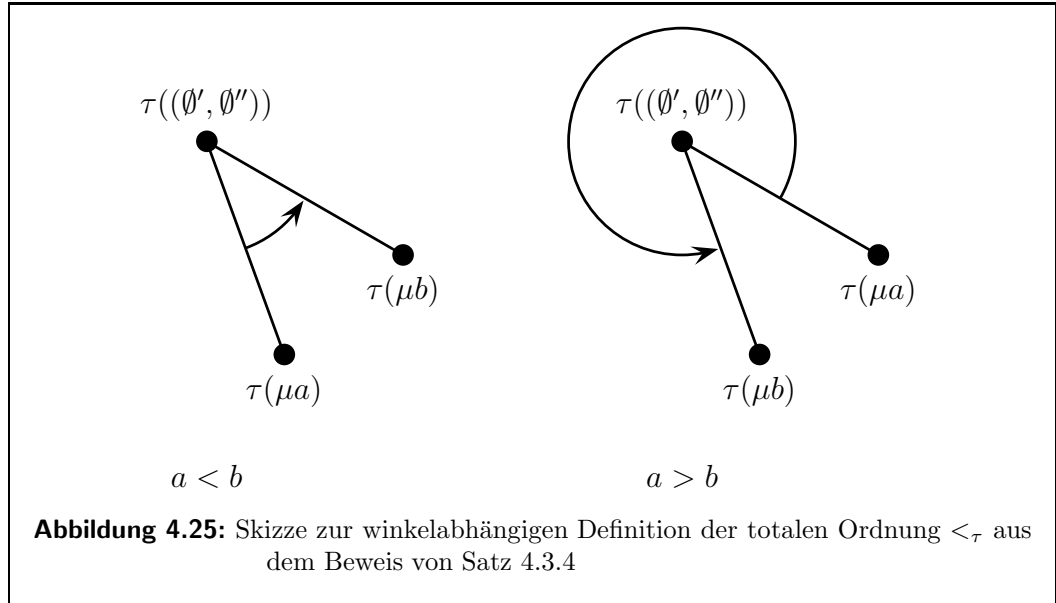 τ((∅′, ∅′′))
τ(μb)
τ(μa)
a < b
τ((∅′, ∅′′))
τ(μa)
τ(μb)
a > b
Abbildung 4.25: Skizze zur winkelabhängigen Definition der totalen Ordnung <τ aus
dem Beweis von Satz 4.3.4